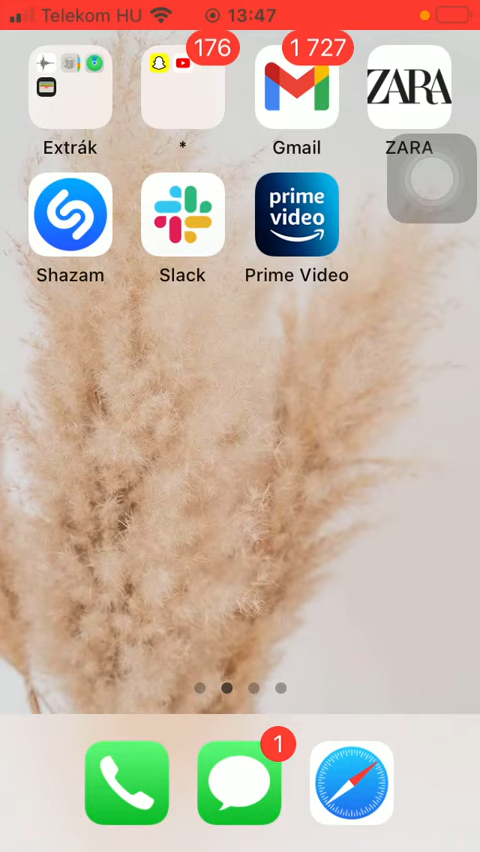 Telekom HU 13:47
176 1 727
ZARA
Extrák * Gmail ZARA
prime
video
Shazam Slack Prime Video
1